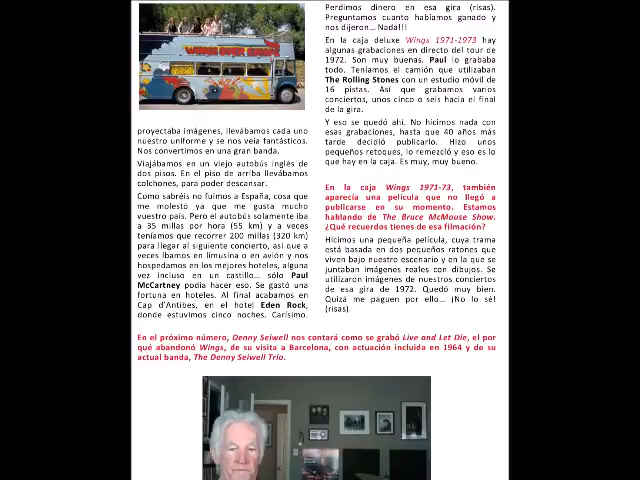 WINGS OVER EUROPE
proyectaba imágenes, llevábamos cada uno
nuestro uniforme y se nos veía fantásticos.
Nos convertimos en una gran banda.
Viajábamos en un viejo autobús inglés de
dos pisos. En el piso de arriba llevábamos
colchones, para poder descansar.
Como sabréis no fuimos a España, cosa que
me molestó ya que me gusta mucho
vuestro país. Pero el autobús solamente iba
a 35 millas por hora (55 km) y a veces
teníamos que recorrer 200 millas (320 km)
para llegar al siguiente concierto, así que a
veces íbamos en limusina o en avión y nos
hospedamos en los mejores hoteles, alguna
vez incluso en un castillo... sólo Paul
McCartney podía hacer eso. Se gastó una
fortuna en hoteles. Al final acabamos en
Cap d'Antibes, en el hotel Eden Rock,
donde estuvimos cinco noches. Carísimo.
Perdimos dinero en esa gira (risas).
Preguntamos cuanto habíamos ganado y
nos dijeron... Nada!!!
En la caja deluxe Wings 1971-1973 hay
algunas grabaciones en directo del tour de
1972. Son muy buenas. Paul lo grababa
todo. Teníamos el camión que utilizaban
The Rolling Stones con un estudio móvil de
16 pistas. Así que grabamos varios
conciertos, unos cinco o seis hacia el final
de la gira.
Y eso se quedó ahí. No hicimos nada con
esas grabaciones, hasta que 40 años más
tarde decidió publicarlo. Hizo unos
pequeños retoques, lo remezcló y eso es lo
que hay en la caja. Es muy, muy bueno.
En la caja Wings 1971-73, también
aparecía una película que no llegó a
publicarse en su momento. Estamos
hablando de The Bruce McMouse Show.
¿Qué recuerdos tienes de esa filmación?
Hicimos una pequeña película, cuya trama
está basada en dos pequeños ratones que
viven bajo nuestro escenario y en la que se
juntaban imágenes reales con dibujos. Se
utilizaron imágenes de nuestros conciertos
de esa gira de 1972. Quedó muy bien.
Quizá me paguen por ello... ¡No lo sé!
(risas).
En el próximo número, Denny Seiwell nos contará como se grabó Live and Let Die, el por
qué abandonó Wings, de su visita a Barcelona, con actuación incluida en 1964 y de su
actual banda, The Denny Seiwell Trio.